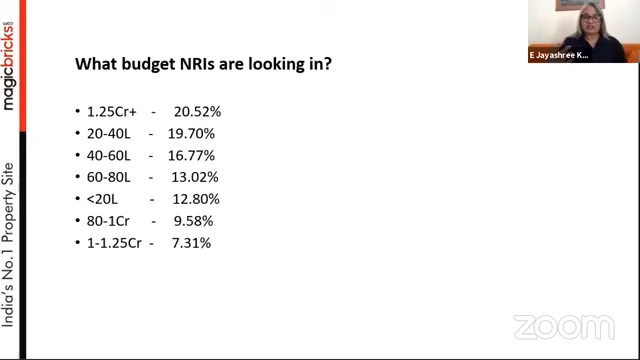 magicbricks
India's No.1 Property Site
What budget NRIs are looking in?
• 1.25Cr+ - 20.52%
• 20-40L - 19.70%
• 40-60L - 16.77%
• 60-80L - 13.02%
• <20L - 12.80%
• 80-1Cr - 9.58%
• 1-1.25Cr - 7.31%
E Jayashree K...
zoom